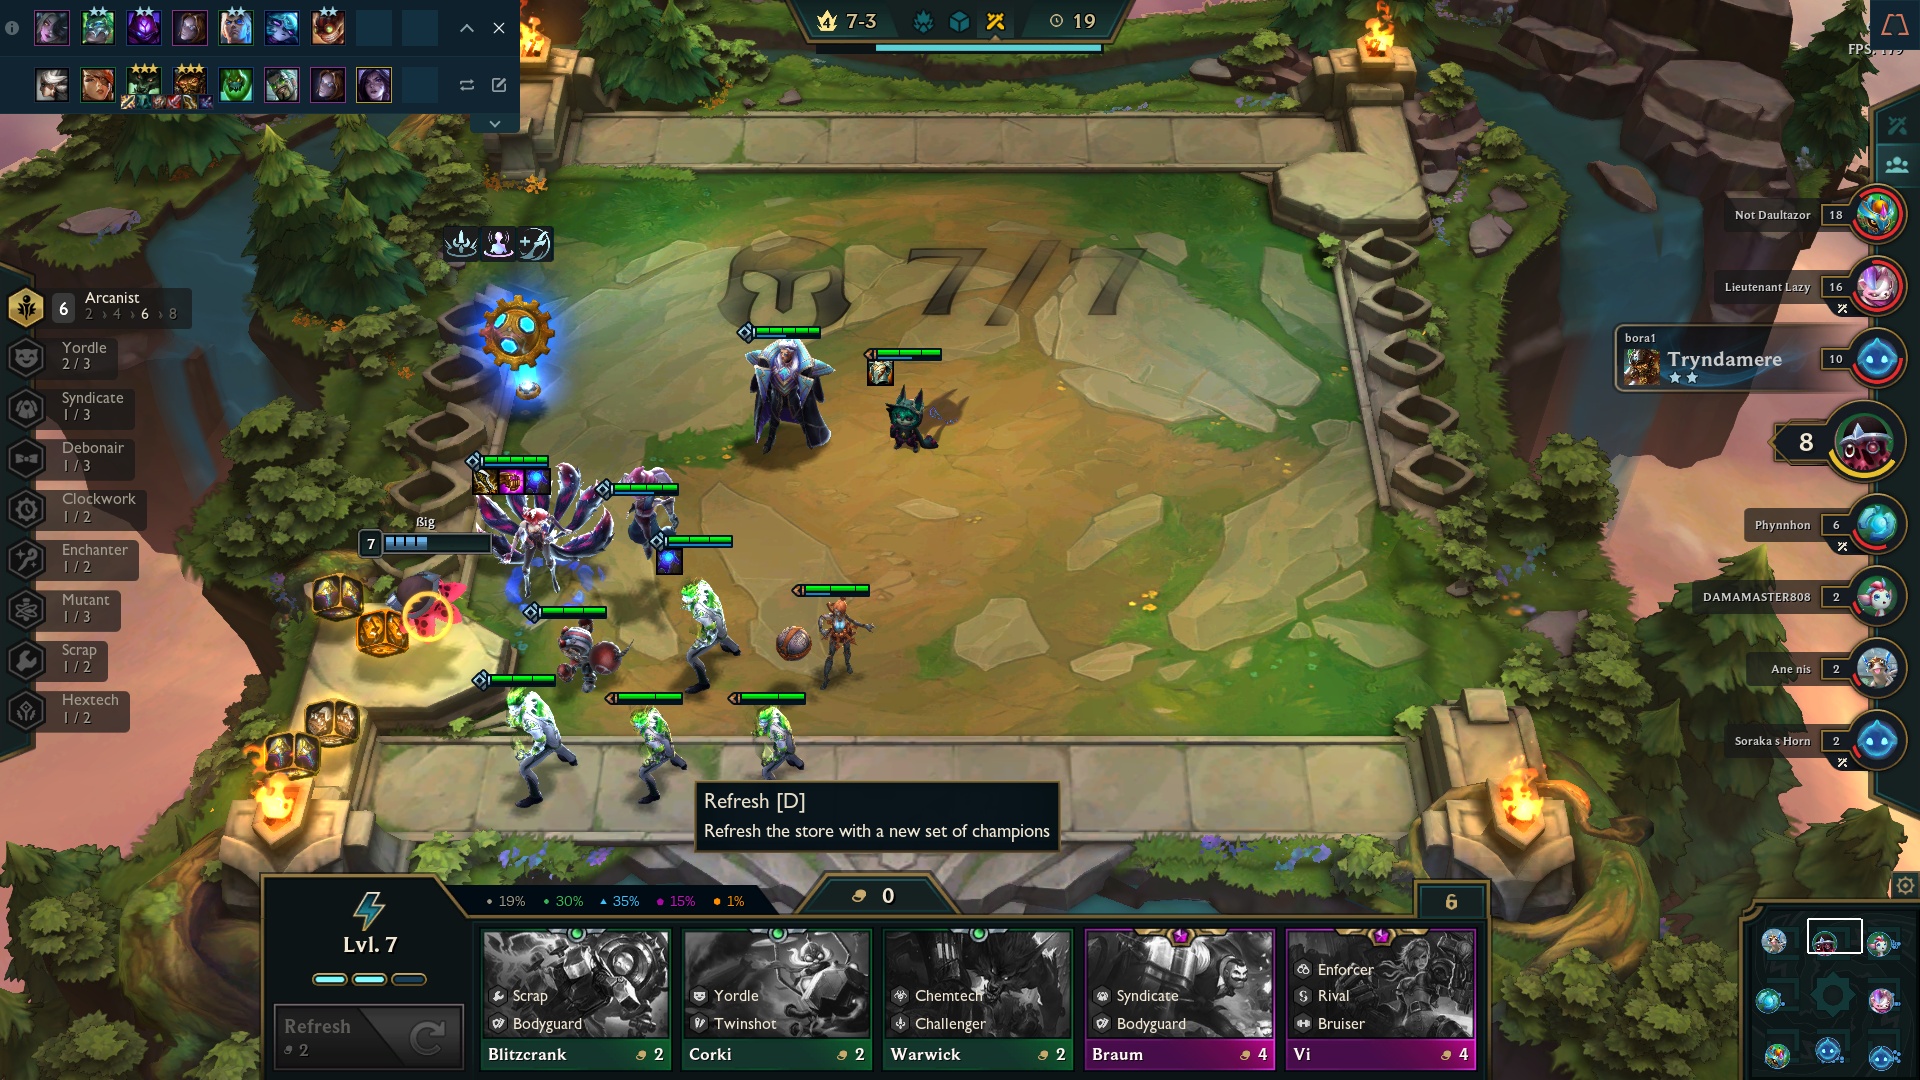 4
7-3
19
FPS:
7/7
6
Arcanist
2 › 4 › 6 › 8
Yordle
2 / 3
Syndicate
1 / 3
Debonair
1 / 3
Clockwork
1 / 2
Enchanter
1 / 2
Mutant
1 / 3
Scrap
1 / 2
Hextech
1 / 2
7
ßig
Not Daultazor
18
Lieutenant Lazy
16
bora1
Tryndamere
10
8
Phynnhon
6
DAMAMASTER808
2
Ane nis
2
Soraka s Horn
2
Refresh [D]
Refresh the store with a new set of champions
Lvl. 7
19%
30%
35%
15%
1%
0
6
Refresh
2
Scrap
Bodyguard
Blitzcrank
2
Yordle
Twinshot
Corki
2
Chemtech
Challenger
Warwick
2
Syndicate
Bodyguard
Braum
4
Enforcer
Rival
Bruiser
Vi
4